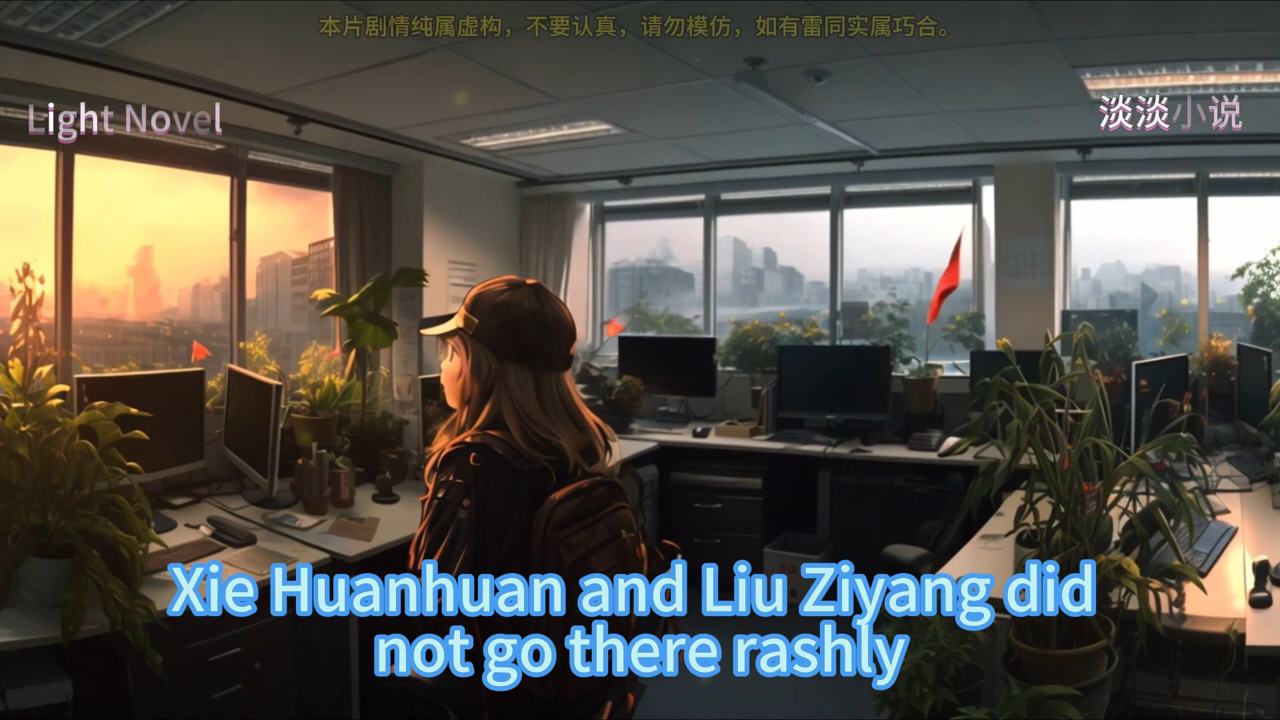 本片剧情纯属虚构，不要认真，请勿模仿，如有雷同实属巧合。
Light Novel
淡淡小说
Xie Huanhuan and Liu Ziyang did
not go there rashly